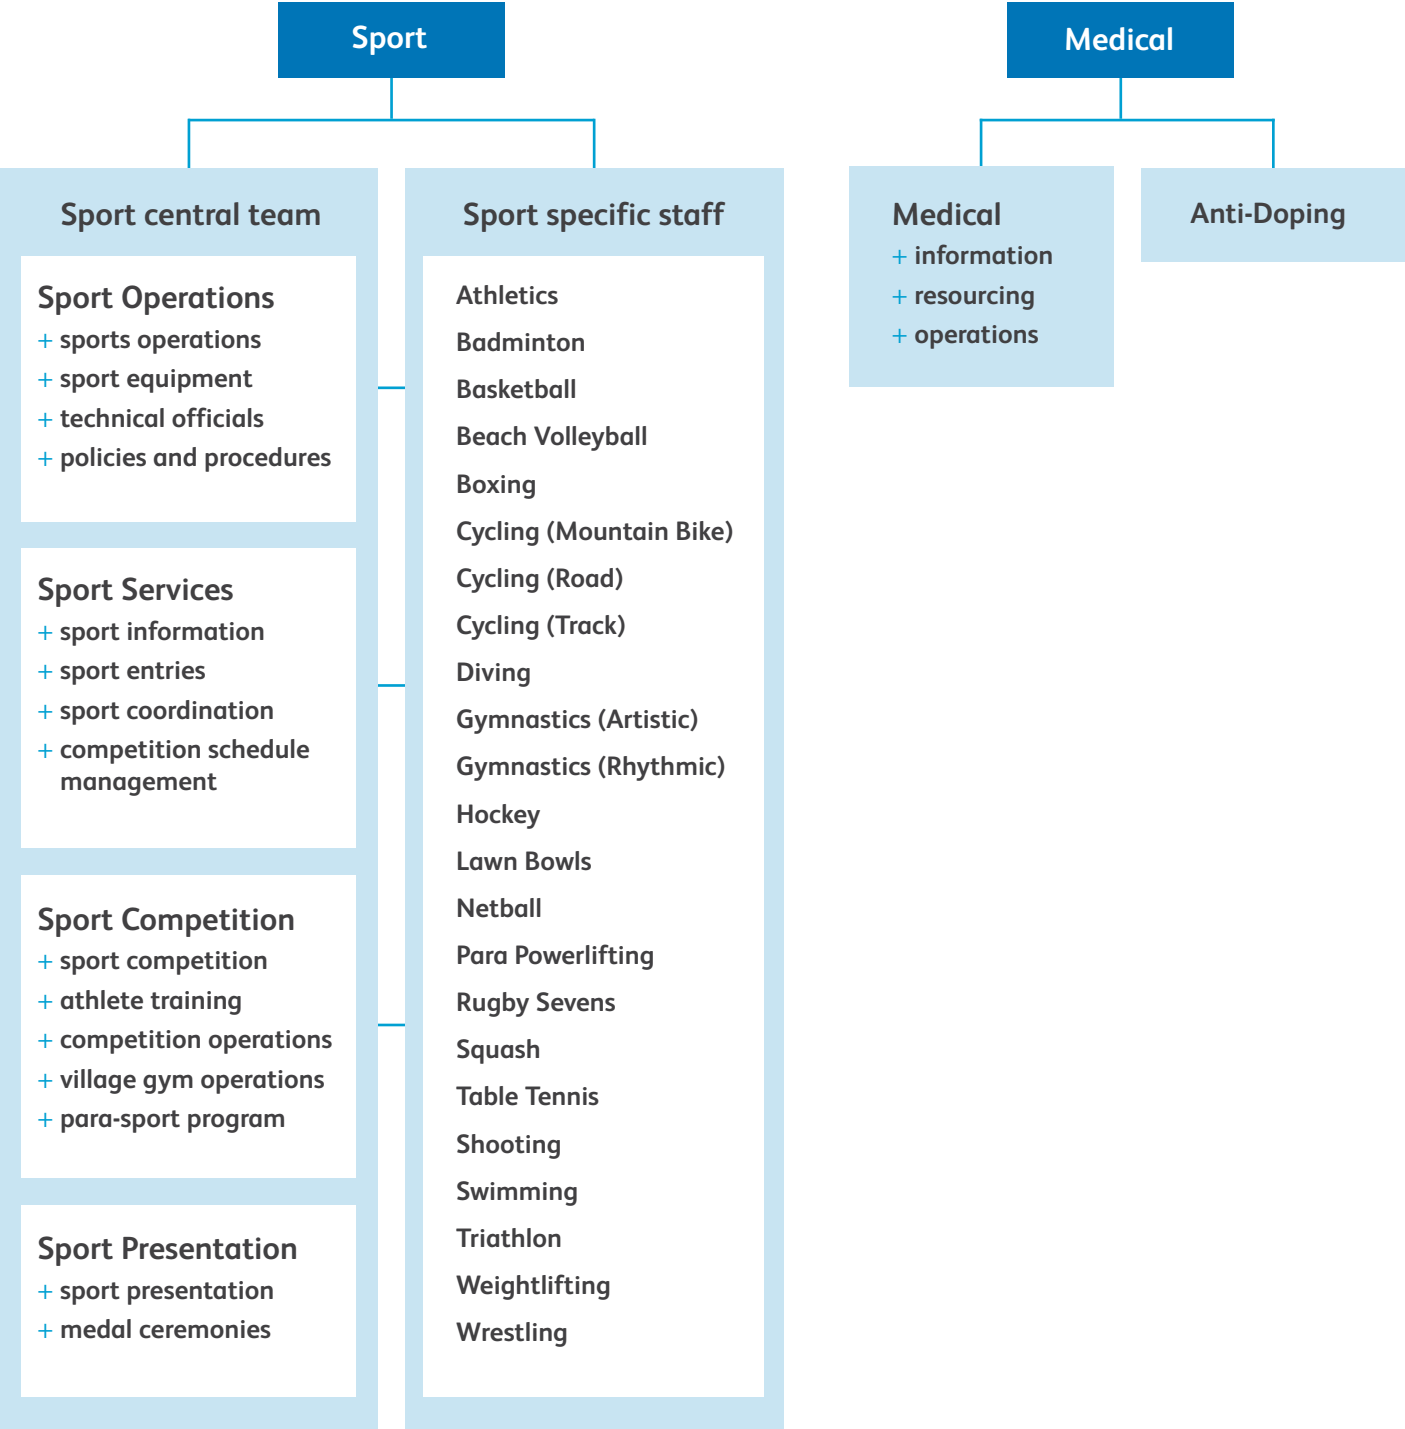 Sport
Sport central team
Sport Operations
+ sports operations
+ sport equipment
+ technical officials
+ policies and procedures
Sport Services
+ sport information
+ sport entries
+ sport coordination
+ competition schedule
management
Sport Competition
+ sport competition
+ athlete training
+ competition operations
+ village gym operations
+ para-sport program
Sport Presentation
+ sport presentation
+ medal ceremonies
Sport specific staff
Athletics
Badminton
Basketball
Beach Volleyball
Boxing
Cycling (Mountain Bike)
Cycling (Road)
Cycling (Track)
Diving
Gymnastics (Artistic)
Gymnastics (Rhythmic)
Hockey
Lawn Bowls
Netball
Para Powerlifting
Rugby Sevens
Squash
Table Tennis
Shooting
Swimming
Triathlon
Weightlifting
Wrestling
Medical
Medical
+ information
+ resourcing
+ operations
Anti-Doping